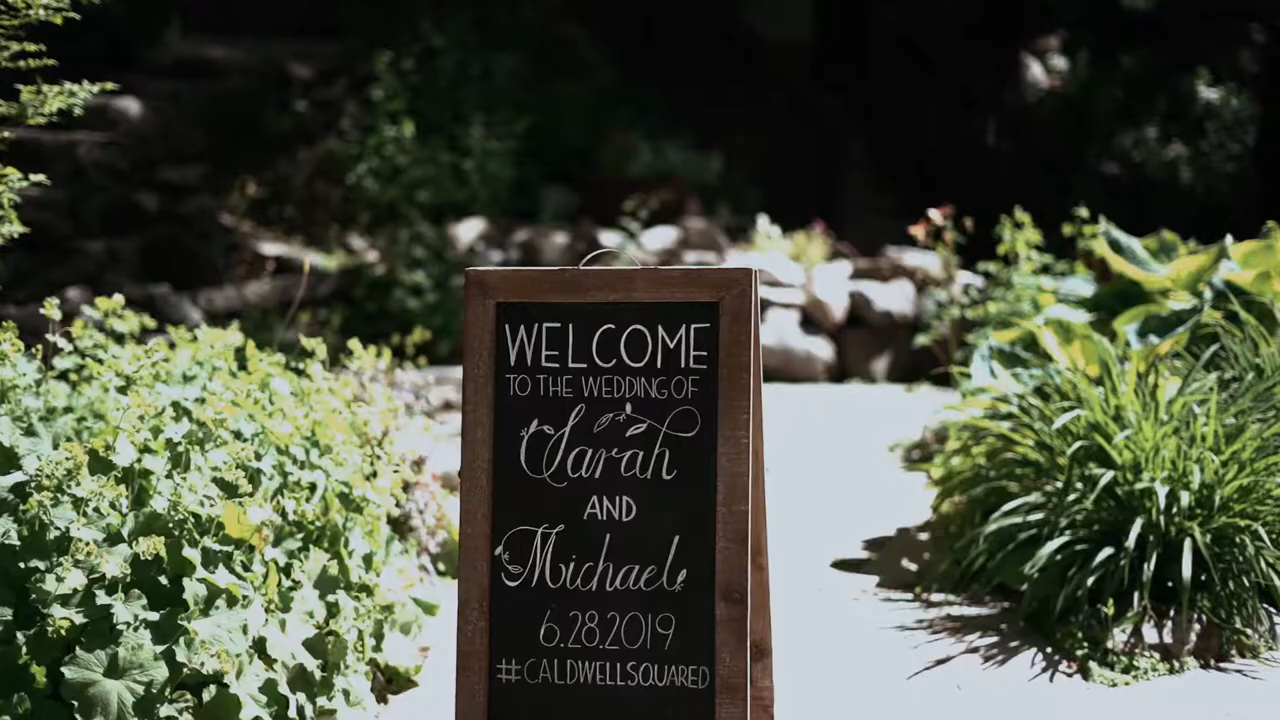 WELCOME
TO THE WEDDING OF
Sarah
AND
Michael
6.28.2019
#CALDWELLSQUARED